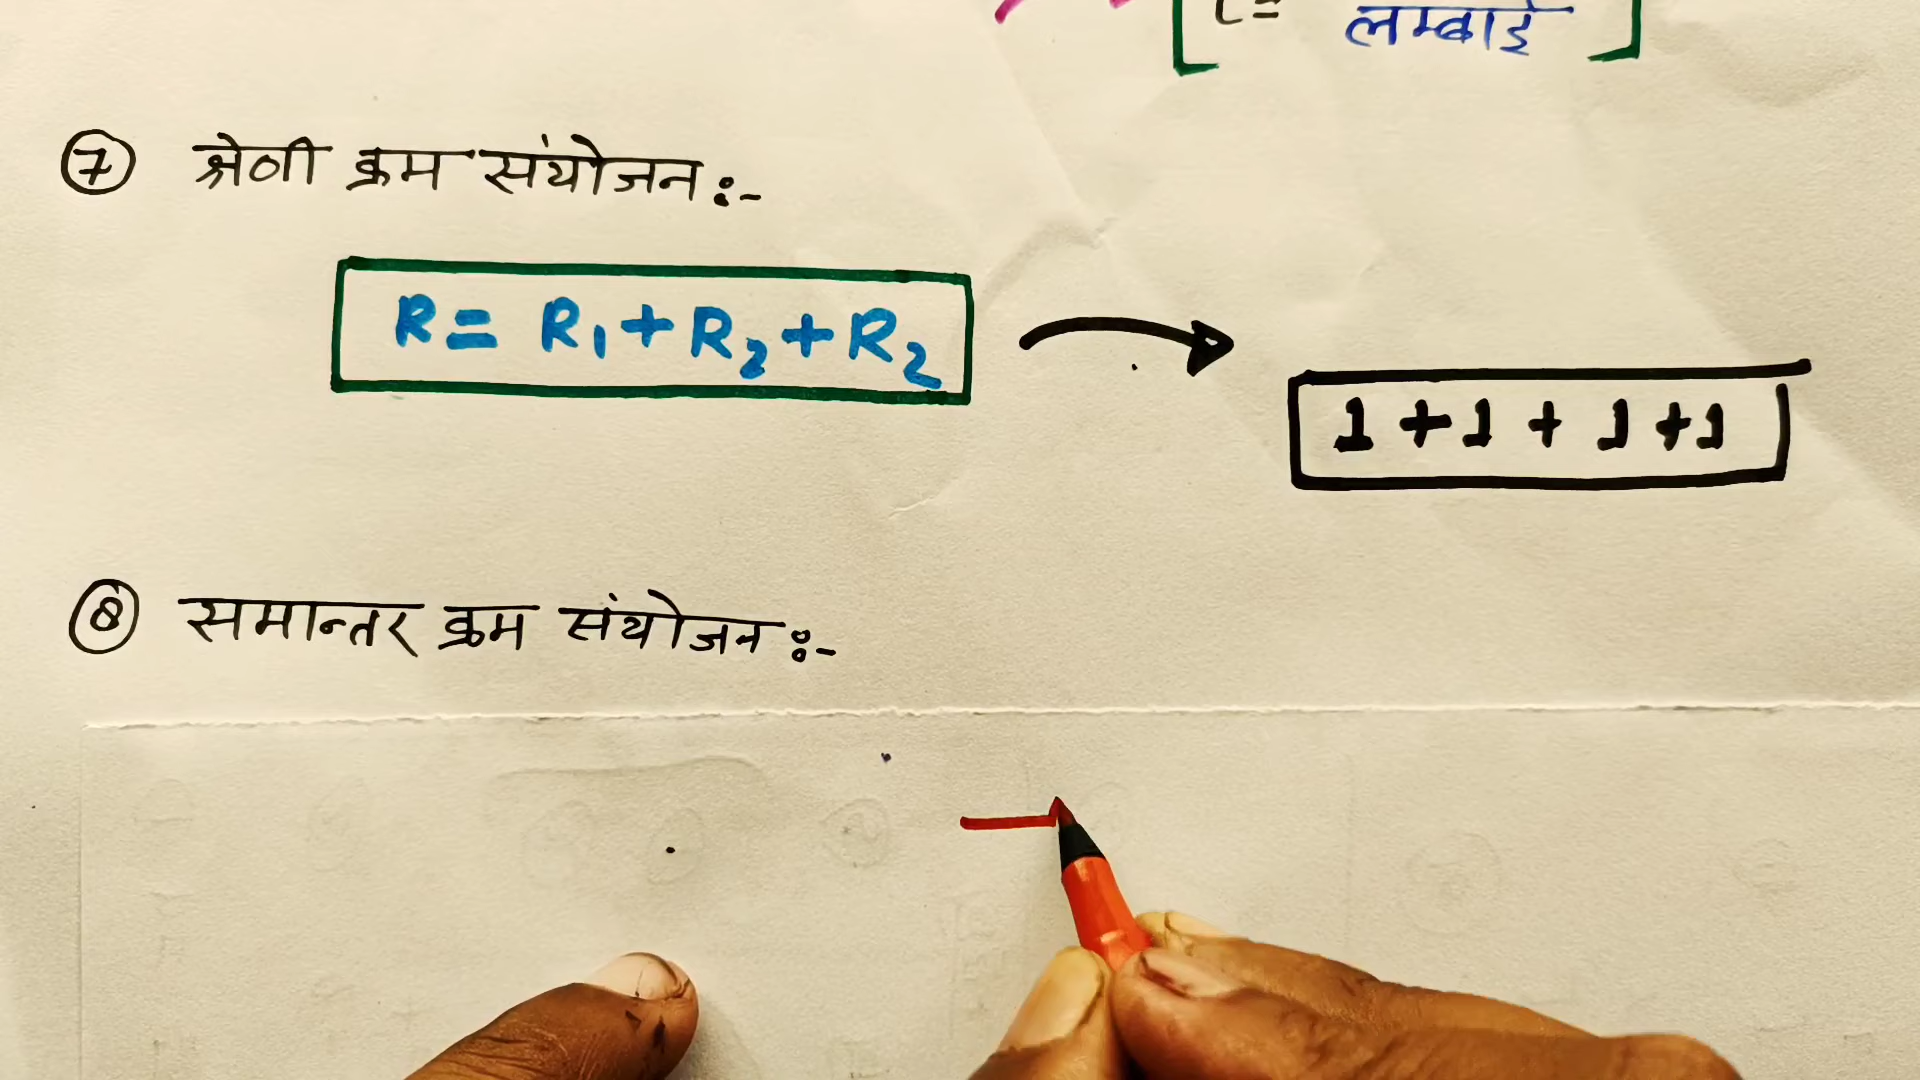 लम्बाई
7 श्रेणी क्रम संयोजन :-
R = R₁ + R₂ + R₂
1 + 1 + 1 + 1
8 समान्तर क्रम संयोजन :-